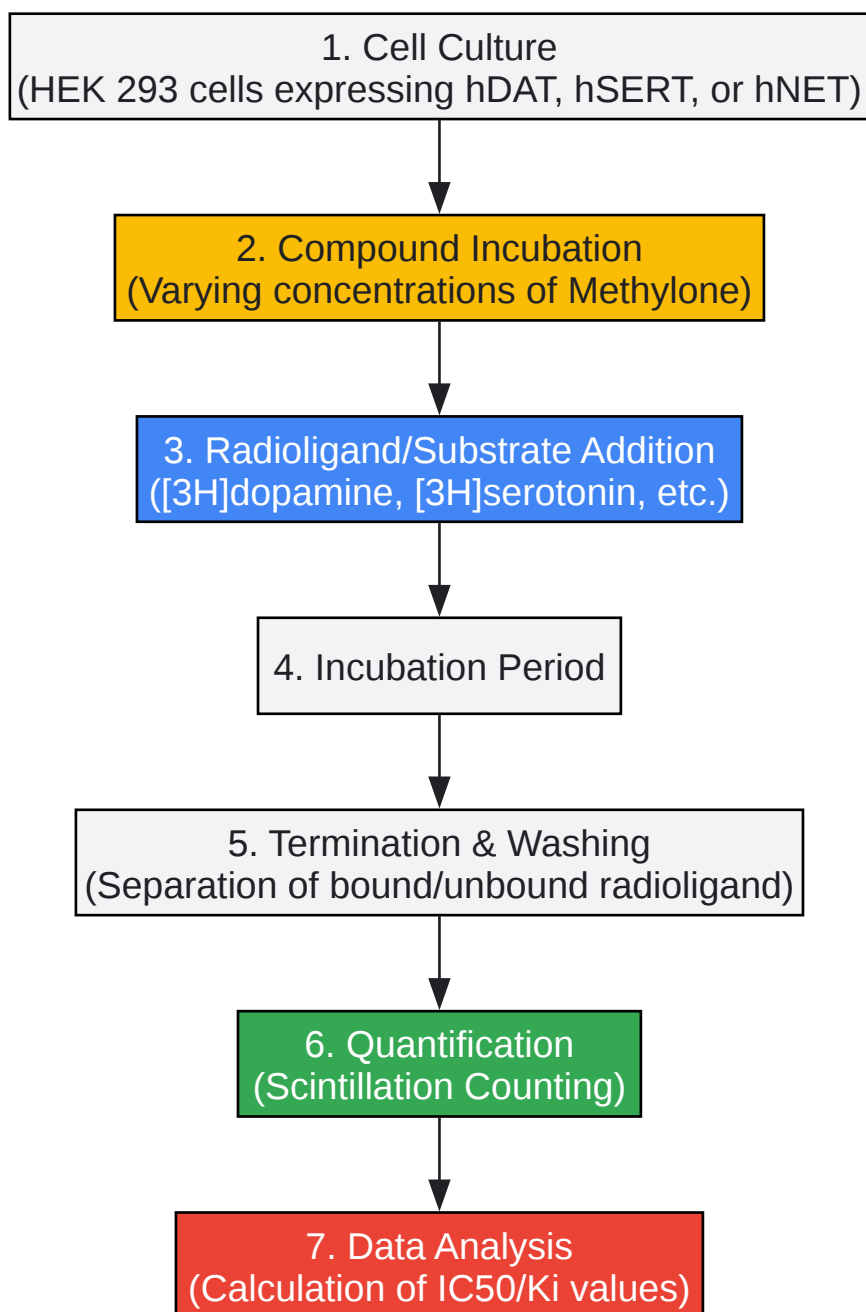 1. Cell Culture
(HEK 293 cells expressing hDAT, hSERT, or hNET)
2. Compound Incubation
(Varying concentrations of Methylone)
3. Radioligand/Substrate Addition
([3H]dopamine, [3H]serotonin, etc.)
4. Incubation Period
5. Termination & Washing
(Separation of bound/unbound radioligand)
6. Quantification
(Scintillation Counting)
7. Data Analysis
(Calculation of IC50/Ki values)